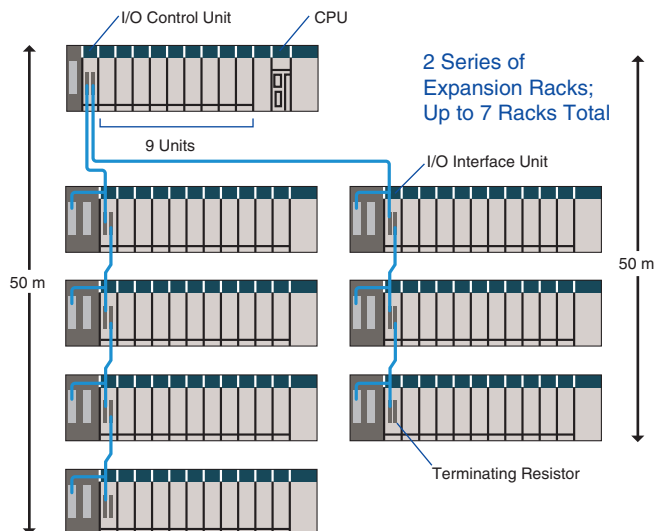 I/O Control Unit
CPU
2 Series of
Expansion Racks;
Up to 7 Racks Total
9 Units
I/O Interface Unit
50 m
50 m
Terminating Resistor